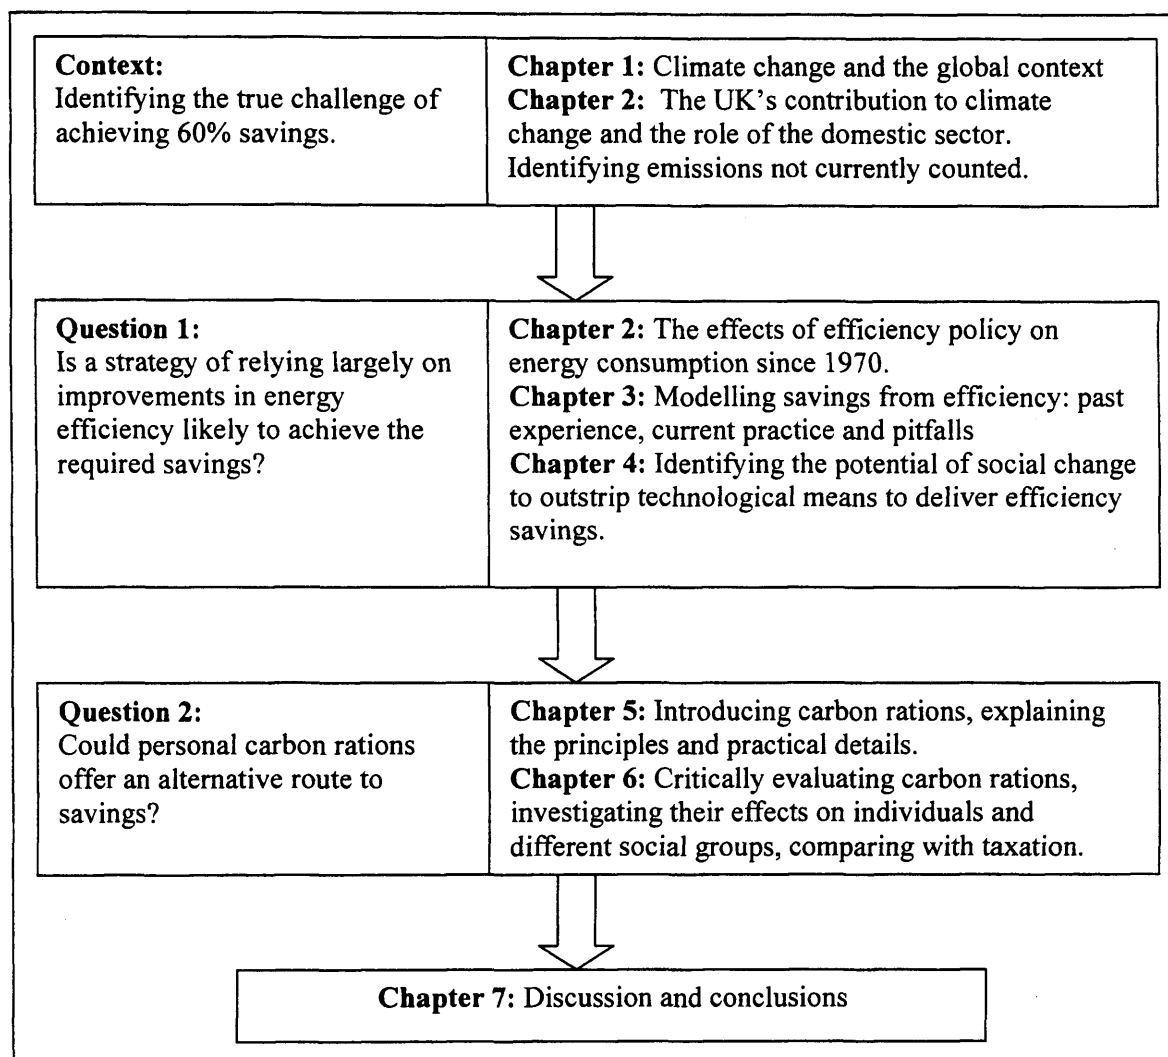 Context:
Identifying the true challenge of
achieving 60% savings.
Chapter 1: Climate change and the global context
Chapter 2: The UK's contribution to climate
change and the role of the domestic sector.
Identifying emissions not currently counted.
Question 1:
Is a strategy of relying largely on
improvements in energy
efficiency likely to achieve the
required savings?
Chapter 2: The effects of efficiency policy on
energy consumption since 1970.
Chapter 3: Modelling savings from efficiency: past
experience, current practice and pitfalls
Chapter 4: Identifying the potential of social change
to outstrip technological means to deliver efficiency
savings.
Question 2:
Could personal carbon rations
offer an alternative route to
savings?
Chapter 5: Introducing carbon rations, explaining
the principles and practical details.
Chapter 6: Critically evaluating carbon rations,
investigating their effects on individuals and
different social groups, comparing with taxation.
Chapter 7: Discussion and conclusions